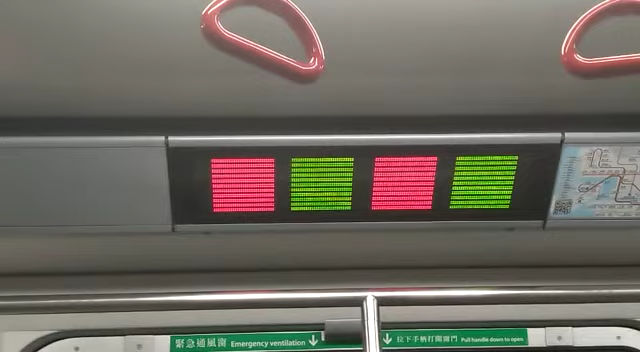 緊急通風窗 Emergency ventilation ↓
↓ 拉下手柄打開窗門 Pull handle down to open.